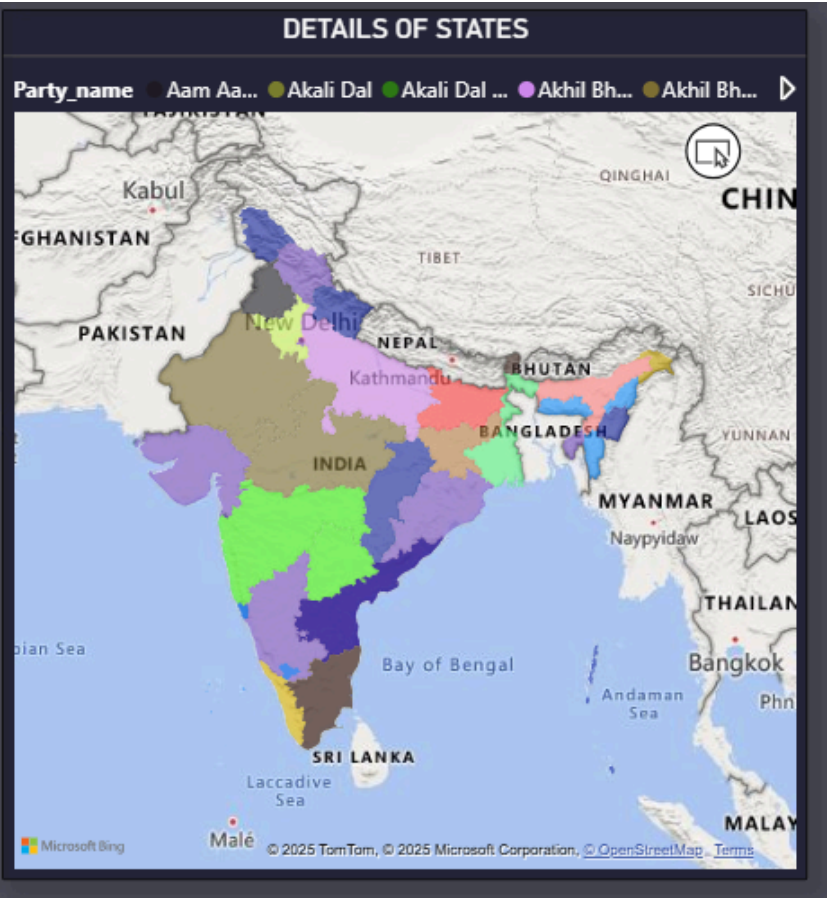 DETAILS OF STATES
Party_name Aam Aa... Akali Dal Akali Dal ... Akhil Bh... Akhil Bh...
TAJIKISTAN
QINGHAI
Kabul
CHIN
FGHANISTAN
TIBET
SICHU
New Delhi
PAKISTAN
NEPAL
BHUTAN
Kathmandu
BANGLADESH
YUNNAN
INDIA
MYANMAR
LAOS
Naypyidaw
THAILAN
bian Sea
Bay of Bengal
Bangkok
Andaman
Sea
Phn
SRI LANKA
Laccadive
Sea
MALAY
Malé
Microsoft Bing
© 2025 TomTom, © 2025 Microsoft Corporation, © OpenStreetMap Terms